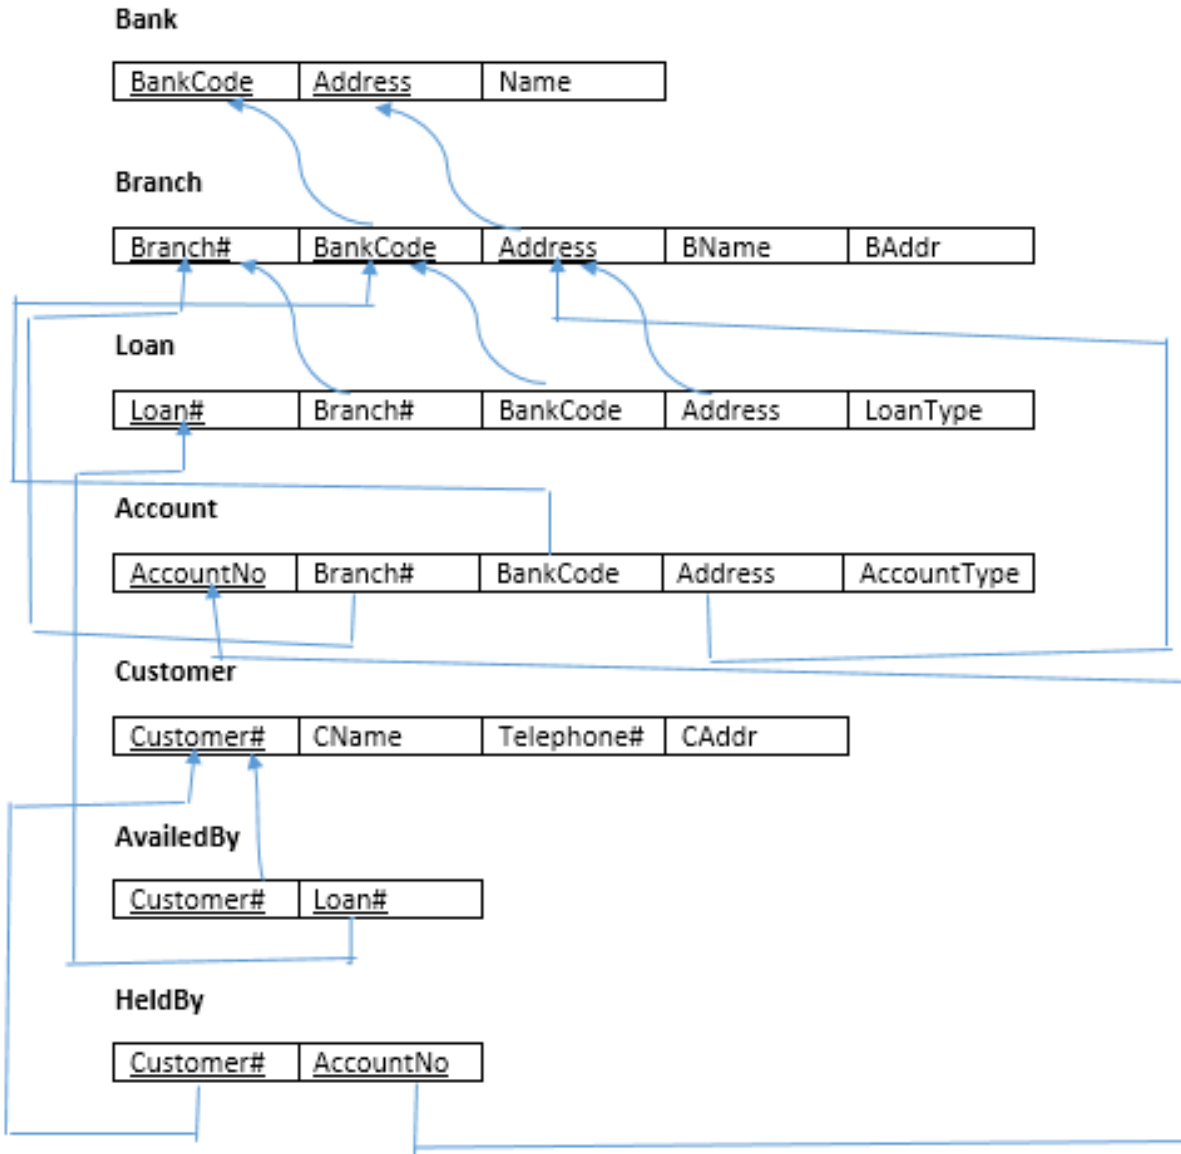 Bank
BankCode Address Name
Branch
Branch# BankCode Address BName BAddr
Loan
Loan# Branch# BankCode Address LoanType
Account
AccountNo Branch# BankCode Address AccountType
Customer
Customer# CName Telephone# CAddr
AvailedBy
Customer# Loan#
HeldBy
Customer# AccountNo